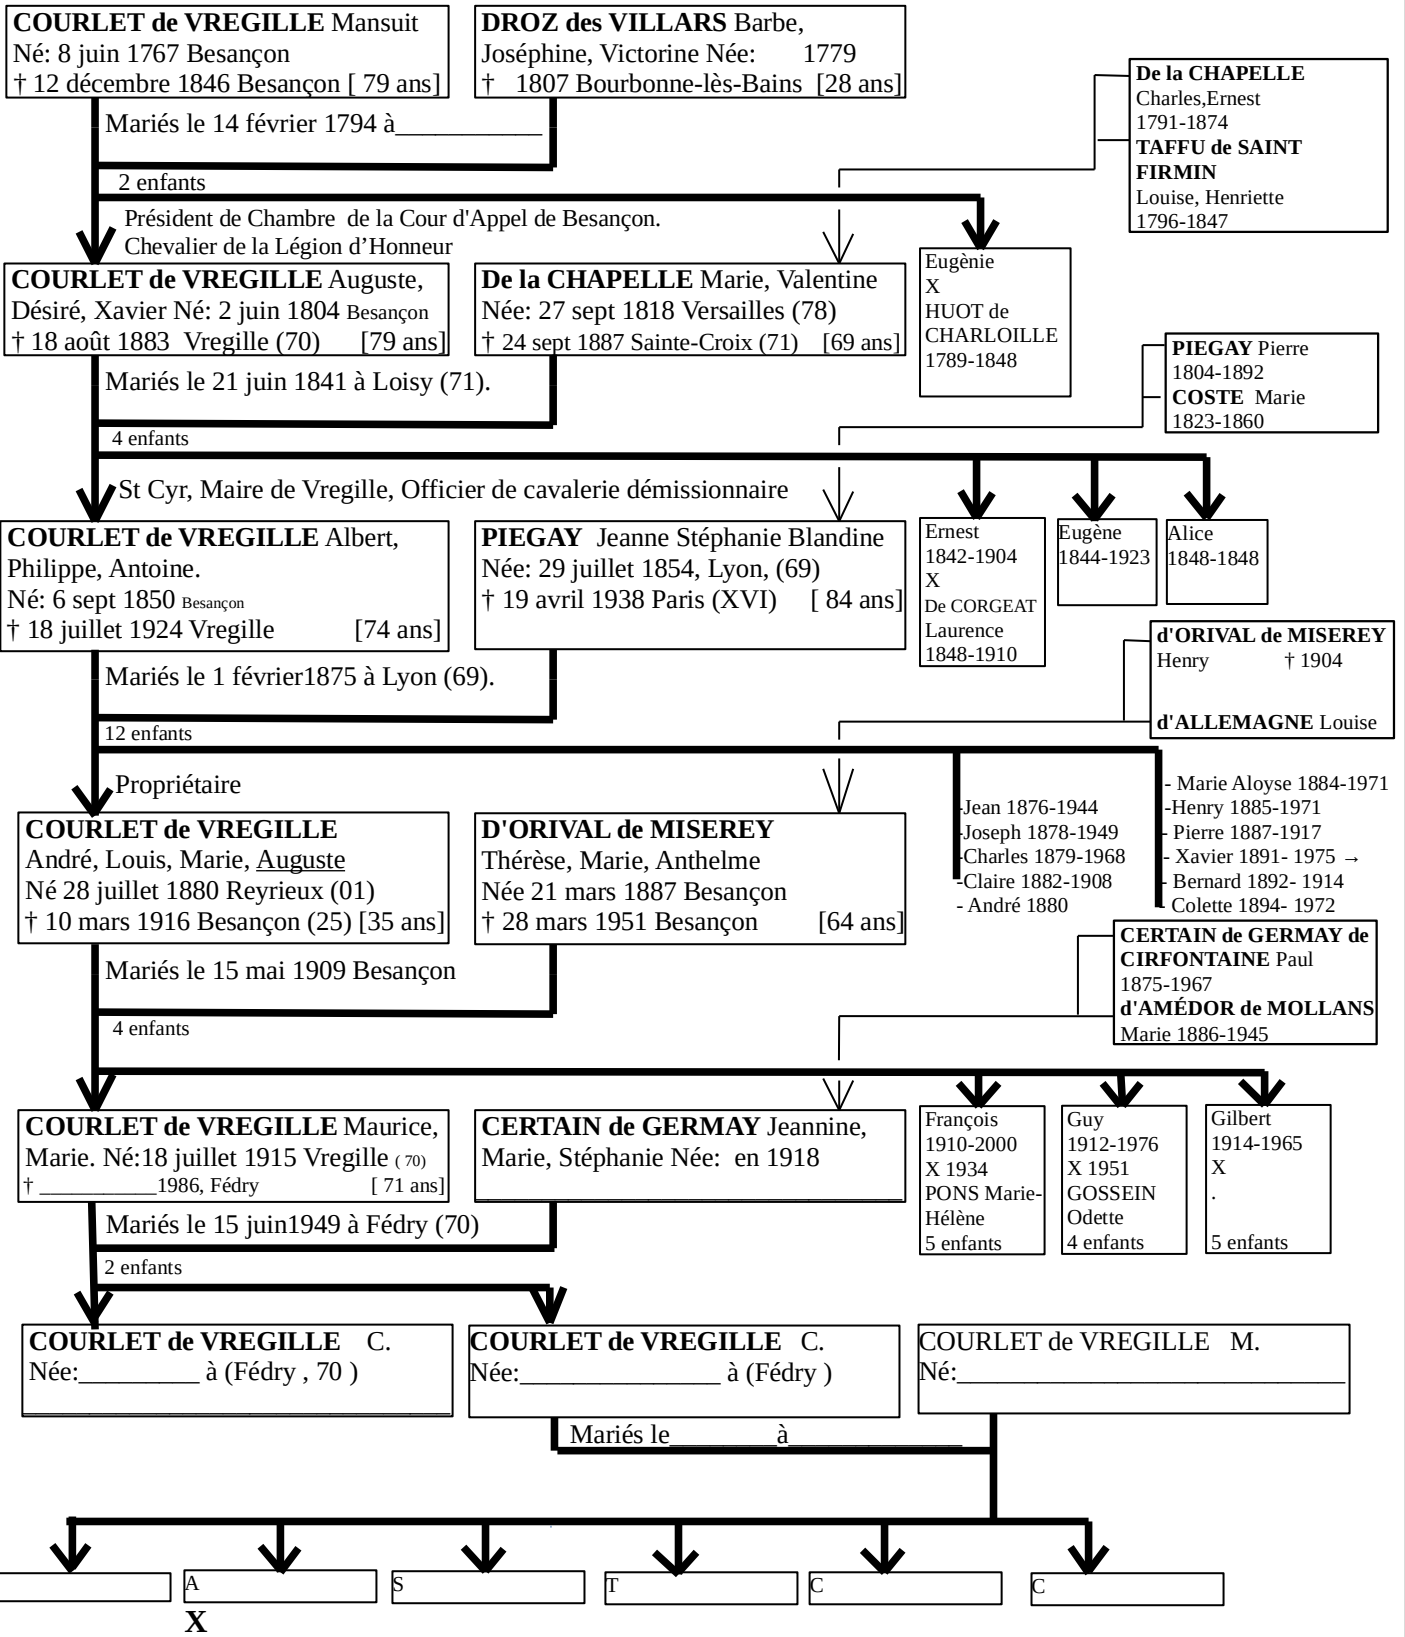 COURLET de VREGILLE Mansuit
Né: 8 juin 1767 Besançon
† 12 décembre 1846 Besançon [ 79 ans]
DROZ des VILLARS Barbe,
Joséphine, Victorine Née: 1779
† 1807 Bourbonne-lès-Bains [28 ans]
De la CHAPELLE
Charles,Ernest
1791-1874
TAFFU de SAINT
FIRMIN
Louise, Henriette
1796-1847
Mariés le 14 février 1794 à___________
2 enfants
Président de Chambre de la Cour d'Appel de Besançon.
Chevalier de la Légion d’Honneur
COURLET de VREGILLE Auguste,
Désiré, Xavier Né: 2 juin 1804 Besançon
† 18 août 1883 Vregille (70) [79 ans]
De la CHAPELLE Marie, Valentine
Née: 27 sept 1818 Versailles (78)
† 24 sept 1887 Sainte-Croix (71) [69 ans]
Eugènie
X
HUOT de
CHARLOILLE
1789-1848
PIEGAY Pierre
1804-1892
COSTE Marie
1823-1860
Mariés le 21 juin 1841 à Loisy (71).
4 enfants
St Cyr, Maire de Vregille, Officier de cavalerie démissionnaire
COURLET de VREGILLE Albert,
Philippe, Antoine.
Né: 6 sept 1850 Besançon
† 18 juillet 1924 Vregille [74 ans]
PIEGAY Jeanne Stéphanie Blandine
Née: 29 juillet 1854, Lyon, (69)
† 19 avril 1938 Paris (XVI) [ 84 ans]
Ernest
1842-1904
X
De CORGEAT
Laurence
1848-1910
Eugène
1844-1923
Alice
1848-1848
d'ORIVAL de MISEREY
Henry † 1904
d'ALLEMAGNE Louise
Mariés le 1 février1875 à Lyon (69).
12 enfants
Propriétaire
-Jean 1876-1944
-Joseph 1878-1949
-Charles 1879-1968
-Claire 1882-1908
- André 1880
- Marie Aloyse 1884-1971
-Henry 1885-1971
- Pierre 1887-1917
- Xavier 1891- 1975 →
- Bernard 1892- 1914
- Colette 1894- 1972
COURLET de VREGILLE
André, Louis, Marie, Auguste
Né 28 juillet 1880 Reyrieux (01)
† 10 mars 1916 Besançon (25) [35 ans]
D'ORIVAL de MISEREY
Thérèse, Marie, Anthelme
Née 21 mars 1887 Besançon
† 28 mars 1951 Besançon [64 ans]
CERTAIN de GERMAY de
CIRFONTAINE Paul
1875-1967
d'AMÉDOR de MOLLANS
Marie 1886-1945
Mariés le 15 mai 1909 Besançon
4 enfants
COURLET de VREGILLE Maurice,
Marie. Né:18 juillet 1915 Vregille ( 70)
† ___________1986, Fédry [ 71 ans]
CERTAIN de GERMAY Jeannine,
Marie, Stéphanie Née: en 1918
François
1910-2000
X 1934
PONS Marie-
Hélène
5 enfants
Guy
1912-1976
X 1951
GOSSEIN
Odette
4 enfants
Gilbert
1914-1965
X
.
5 enfants
Mariés le 15 juin1949 à Fédry (70)
2 enfants
COURLET de VREGILLE C.
Née:_________ à (Fédry , 70 )
COURLET de VREGILLE C.
Née:_______________ à (Fédry )
COURLET de VREGILLE M.
Né:_____________________________
Mariés le________à_____________
A
S
T
C
C
X